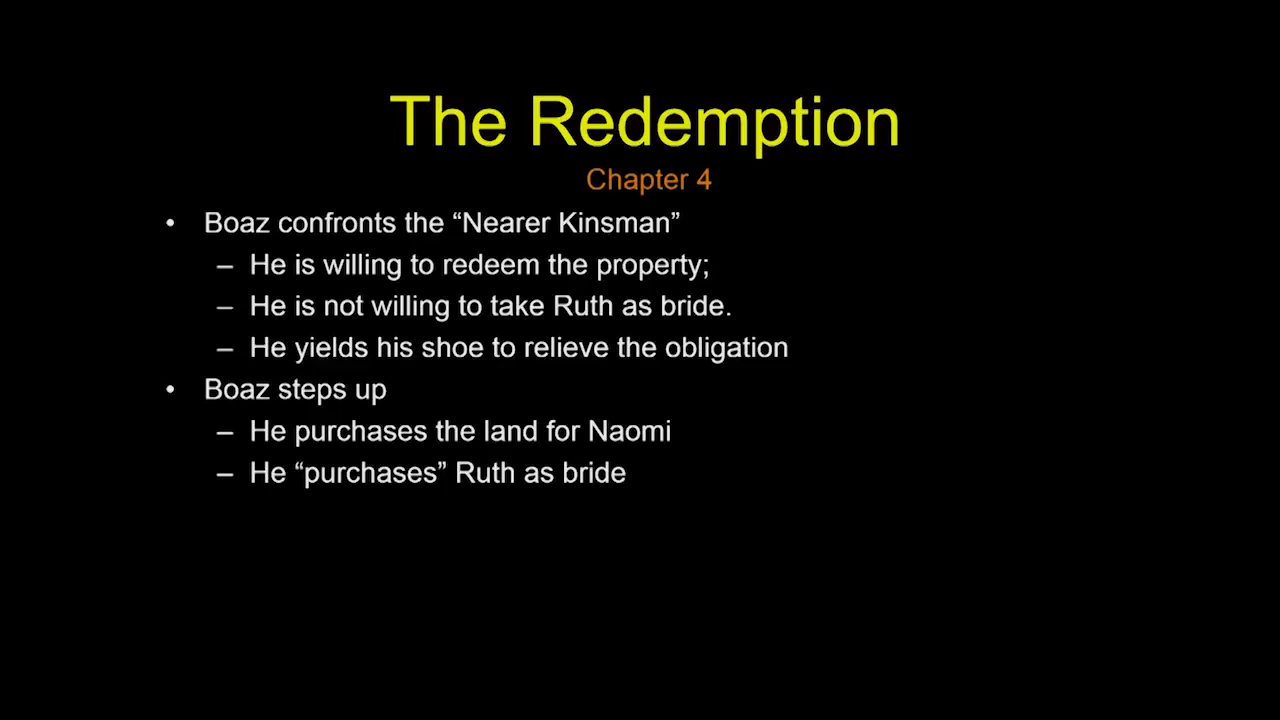 The Redemption
Chapter 4
• Boaz confronts the “Nearer Kinsman”
– He is willing to redeem the property;
– He is not willing to take Ruth as bride.
– He yields his shoe to relieve the obligation
• Boaz steps up
– He purchases the land for Naomi
– He “purchases” Ruth as bride